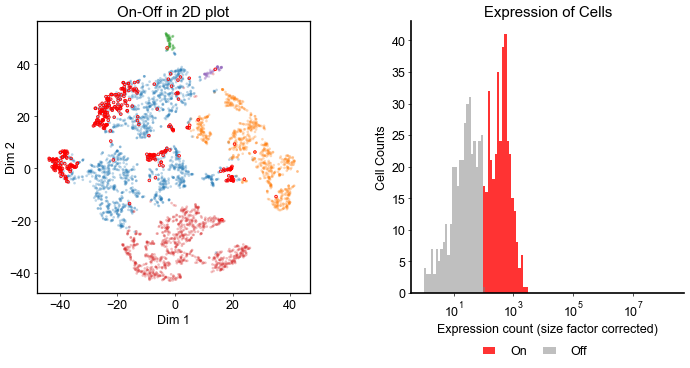 On-Off in 2D plot
Expression of Cells
40
20
0
−20
−40
−40
−20
0
20
40
Dim 2
Dim 1
40
35
30
25
20
15
10
5
0
Cell Counts
10^1
10^3
10^5
10^7
Expression count (size factor corrected)
On
Off